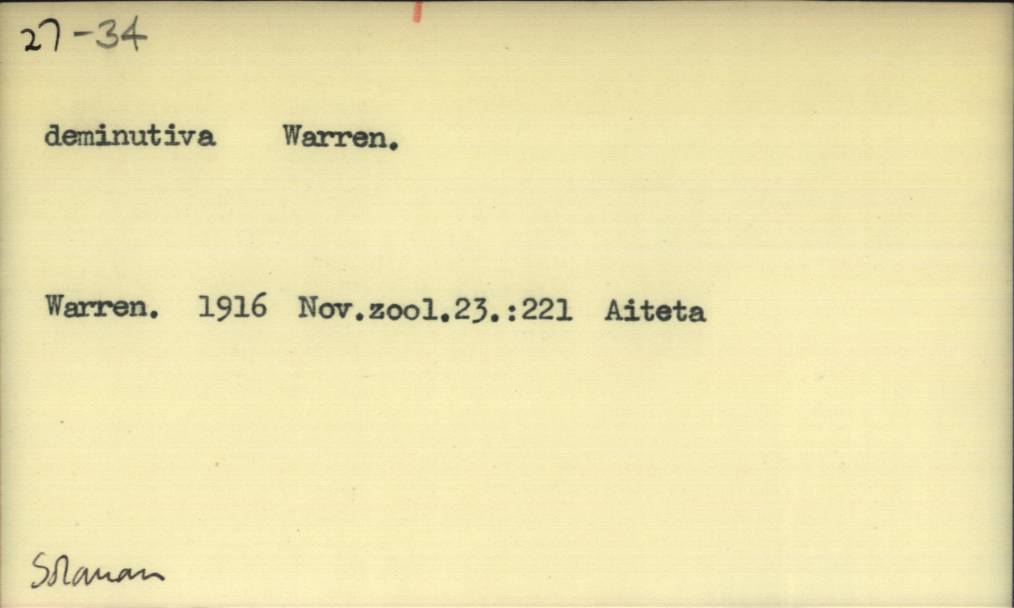 27-34
deminutiva Warren.
Warren. 1916 Nov.zool.23.:221 Aiteta